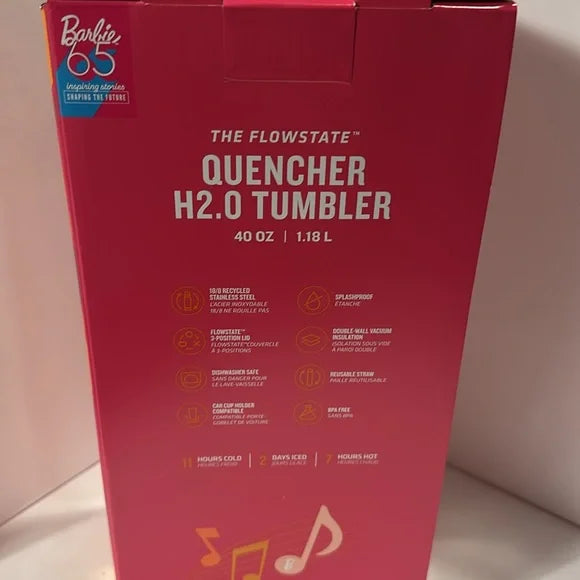 Barbie
65
inspiring stories
SHAPING THE FUTURE
THE FLOWSTATE™
QUENCHER
H2.0 TUMBLER
40 OZ | 1.18 L
18/8 RECYCLED
STAINLESS STEEL
L'ACIER INOXYDABLE
18/8 NE ROUILLE PAS
SPLASHPROOF
ÉTANCHE
FLOWSTATE™
3-POSITION LID
FLOWSTATE™COUVERCLE
À 3-POSITIONS
DOUBLE-WALL VACUUM
INSULATION
ISOLATION SOUS VIDE
À PAROI DOUBLE
DISHWASHER SAFE
SANS DANGER POUR
LE LAVE-VAISSELLE
REUSABLE STRAW
PAILLE RÉUTILISABLE
CAR CUP HOLDER
COMPATIBLE
COMPATIBLE PORTE-
GOBELET DE VOITURE
BPA FREE
SANS BPA
11 HOURS COLD
HEURES FROID
2 DAYS ICED
JOURS GLACÉ
7 HOURS HOT
HEURES CHAUD
B